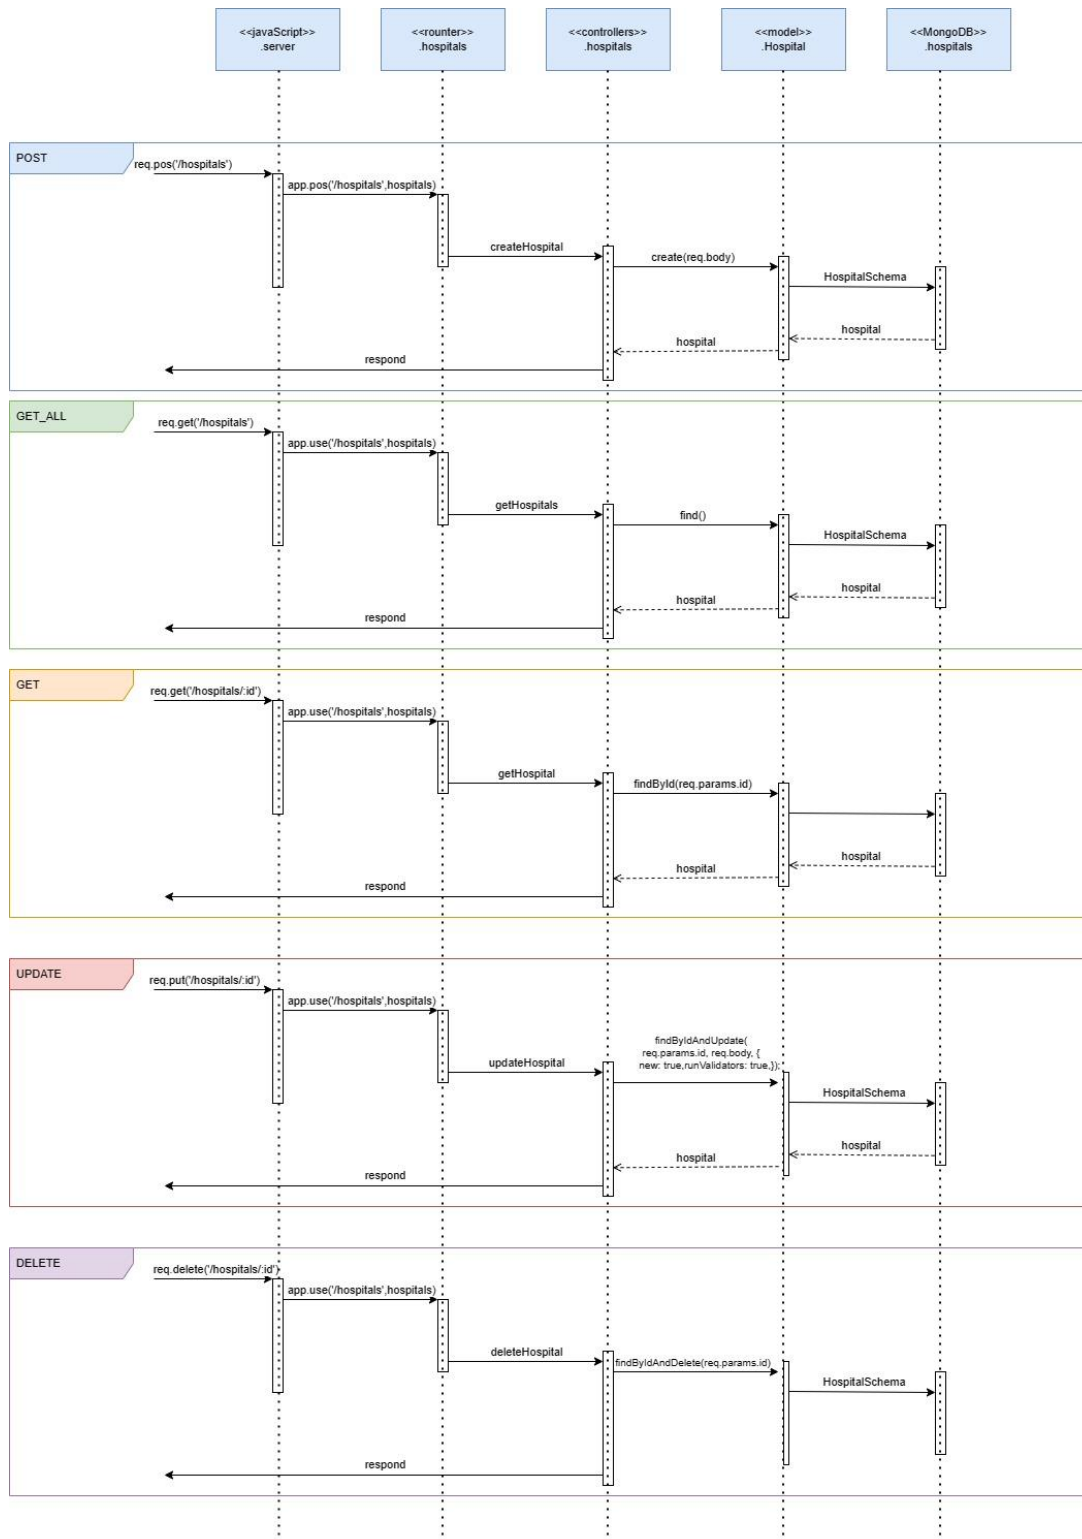 <<javaScript>>
.server
<<rounter>>
.hospitals
<<controllers>>
.hospitals
<<model>>
.Hospital
<<MongoDB>>
.hospitals
POST
req.pos('/hospitals')
app.pos('/hospitals',hospitals)
createHospital
create(req.body)
HospitalSchema
hospital
hospital
respond
GET_ALL
req.get('/hospitals')
app.use('/hospitals',hospitals)
getHospitals
find()
HospitalSchema
hospital
hospital
respond
GET
req.get('/hospitals/:id')
app.use('/hospitals',hospitals)
getHospital
findById(req.params.id)
hospital
hospital
respond
UPDATE
req.put('/hospitals/:id')
app.use('/hospitals',hospitals)
updateHospital
findByIdAndUpdate(
req.params.id, req.body, {
new: true,runValidators: true,});
HospitalSchema
hospital
hospital
respond
DELETE
req.delete('/hospitals/:id')
app.use('/hospitals',hospitals)
deleteHospital
findByIdAndDelete(req.params.id)
HospitalSchema
respond